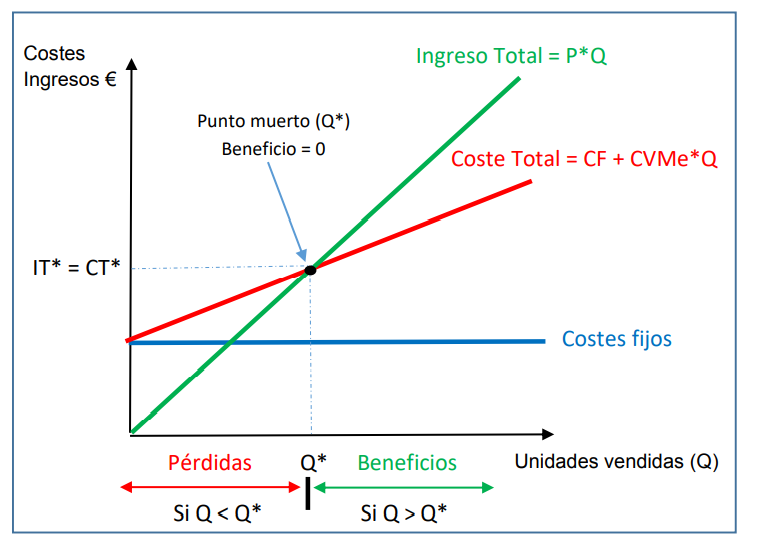 Costes
Ingresos €
Ingreso Total = P*Q
Punto muerto (Q*)
Beneficio = 0
Coste Total = CF + CVMe*Q
IT* = CT*
Costes fijos
Pérdidas
Q*
Beneficios
Unidades vendidas (Q)
Si Q < Q*
Si Q > Q*